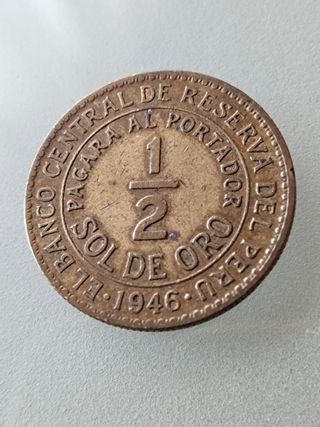 EL BANCO CENTRAL DE RESERVA DEL PERU
PAGARA AL PORTADOR
1/2
SOL DE ORO
·1946·